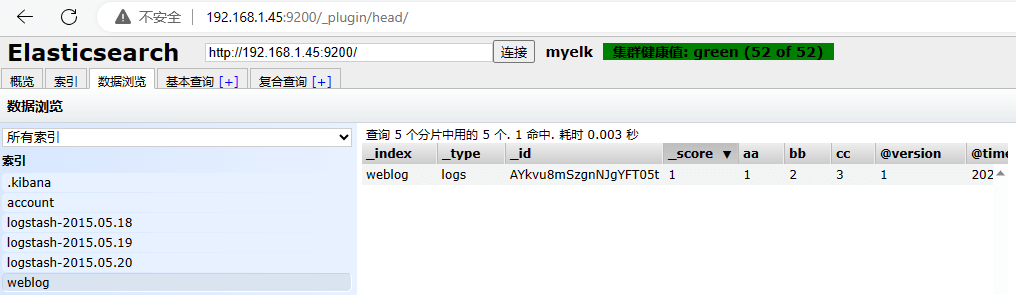 不安全 192.168.1.45:9200/_plugin/head/
Elasticsearch http://192.168.1.45:9200/ 连接 myelk 集群健康值: green (52 of 52)
概览 索引 数据浏览 基本查询 [+] 复合查询 [+]
数据浏览
所有索引
索引
.kibana
account
logstash-2015.05.18
logstash-2015.05.19
logstash-2015.05.20
weblog
查询 5 个分片中用的 5 个. 1 命中. 耗时 0.003 秒
_index _type _id _score ▼ aa bb cc @version @time
weblog logs AYkvu8mSzgnNJgYFT05t 1 1 2 3 1 202